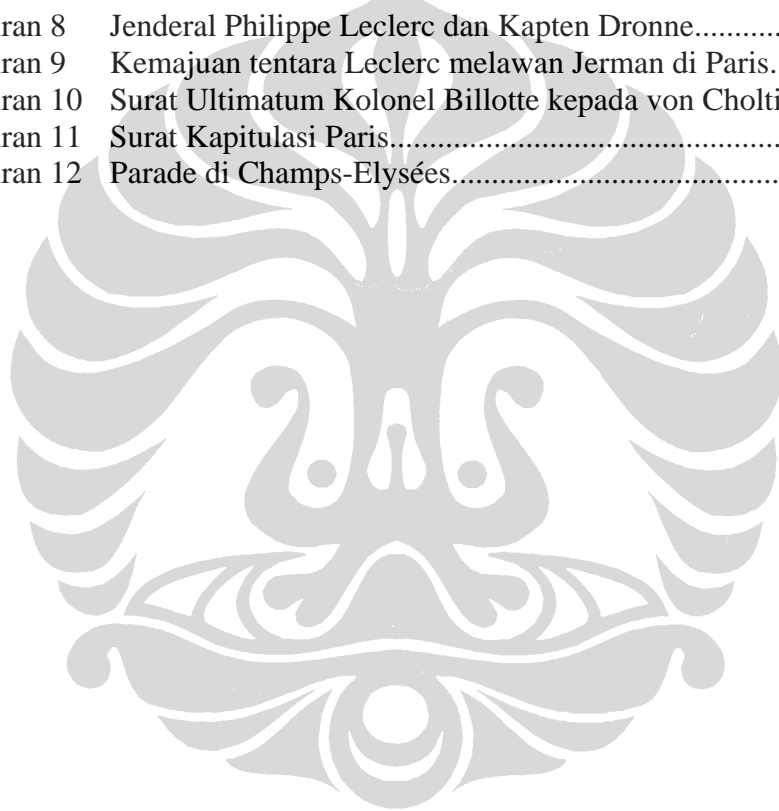 ran 8 Jenderal Philippe Leclerc dan Kapten Dronne...........
ran 9 Kemajuan tentara Leclerc melawan Jerman di Paris.
ran 10 Surat Ultimatum Kolonel Billotte kepada von Cholti
ran 11 Surat Kapitulasi Paris...............................................
ran 12 Parade di Champs-Elysées.......................................